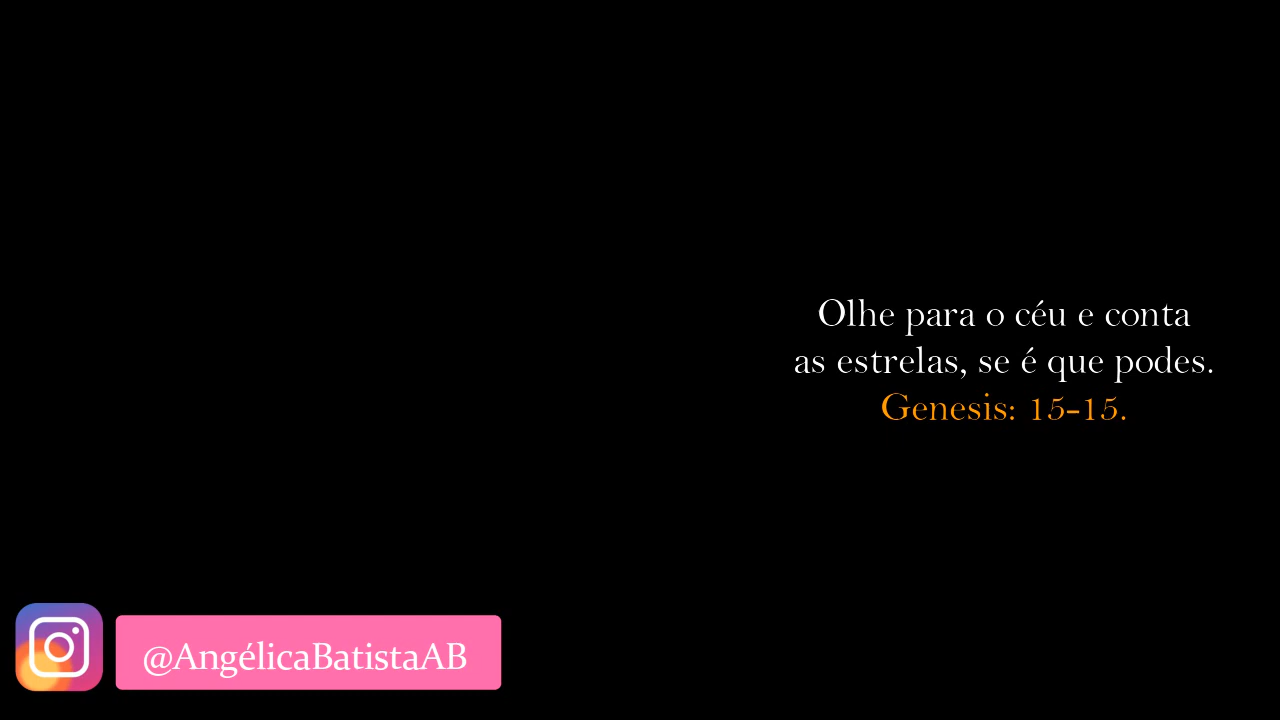 Olhe para o céu e conta
as estrelas, se é que podes.
Genesis: 15-15.
@AngélicaBatistaAB